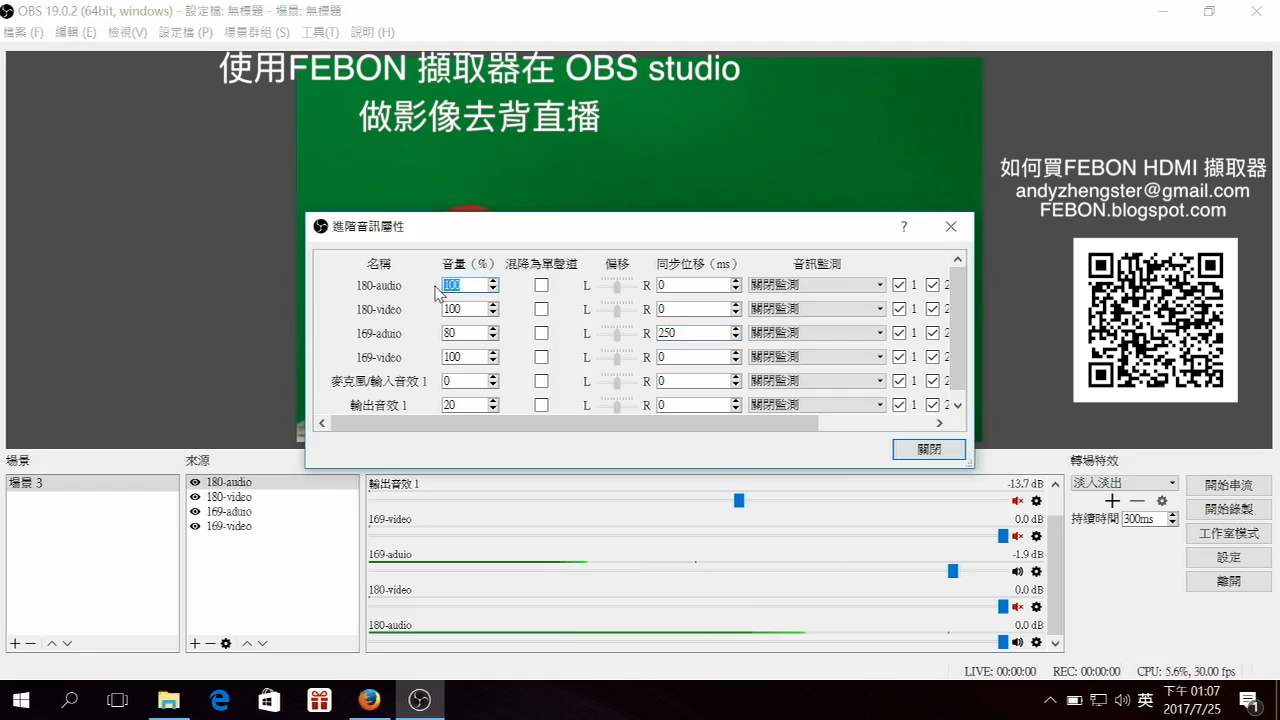 OBS 19.0.2 (64bit, windows) - 設定檔: 無標題 - 場景: 無標題
檔案 (F) 編輯 (E) 檢視(V) 設定檔 (P) 場景群組 (S) 工具(T) 說明 (H)
使用FEBON 擷取器在 OBS studio
做影像去背直播
如何買FEBON HDMI 擷取器
andyzhengster@gmail.com
FEBON.blogspot.com
進階音訊屬性 ?
名稱 音量（%） 混降為單聲道 偏移 同步位移（ms） 音訊監測
180-audio 100 L R 0 關閉監測 1 2
180-video 100 L R 0 關閉監測 1 2
169-aduio 80 L R 250 關閉監測 1 2
169-video 100 L R 0 關閉監測 1 2
麥克風/輸入音效 1 0 L R 0 關閉監測 1 2
輸出音效 1 20 L R 0 關閉監測 1 2
關閉
場景
場景 3
來源
180-audio
180-video
169-aduio
169-video
輸出音效 1 -13.7 dB
169-video 0.0 dB
169-aduio -1.9 dB
180-video 0.0 dB
180-audio 0.0 dB
轉場特效
淡入淡出
持續時間 300ms
開始串流
開始錄製
工作室模式
設定
離開
LIVE: 00:00:00 REC: 00:00:00 CPU: 5.6%, 30.00 fps
英
下午 01:07
2017/7/25
1